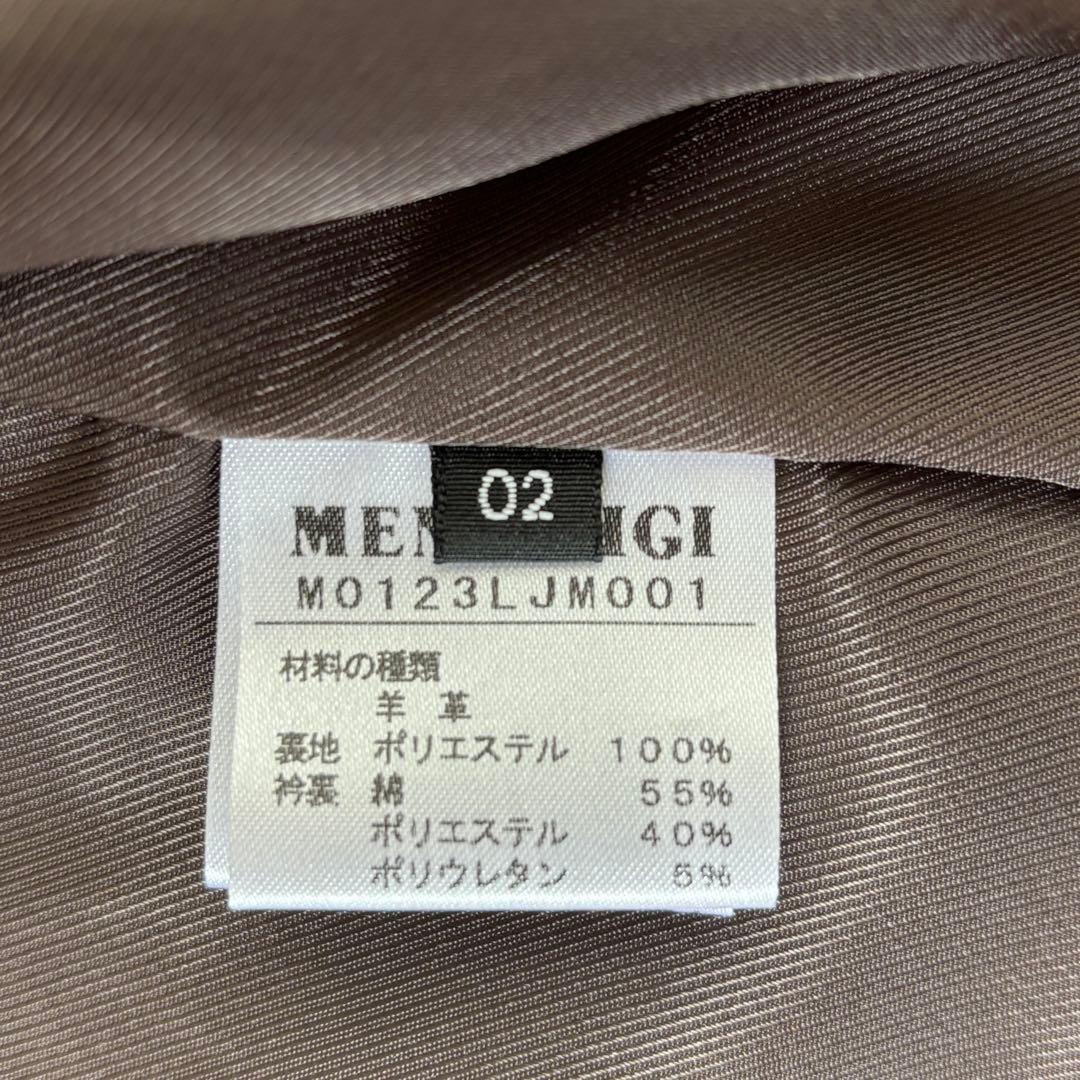 02
MEN IGI
M0123LJM001
材料の種類
羊 革
裏地 ポリエステル 100%
衿裏 綿 55%
ポリエステル 40%
ポリウレタン 5%